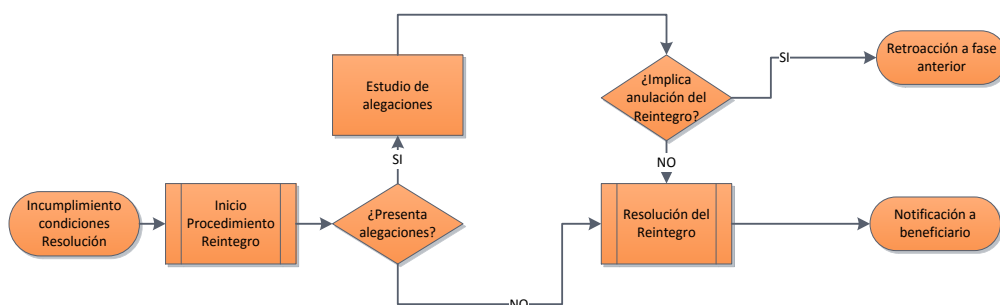 Incumplimiento
condiciones
Resolución
Inicio
Procedimiento
Reintegro
¿Presenta
alegaciones?
SI
Estudio de
alegaciones
¿Implica
anulación del
Reintegro?
SI
Retroacción a fase
anterior
NO
Resolución del
Reintegro
Notificación a
beneficiario
NO